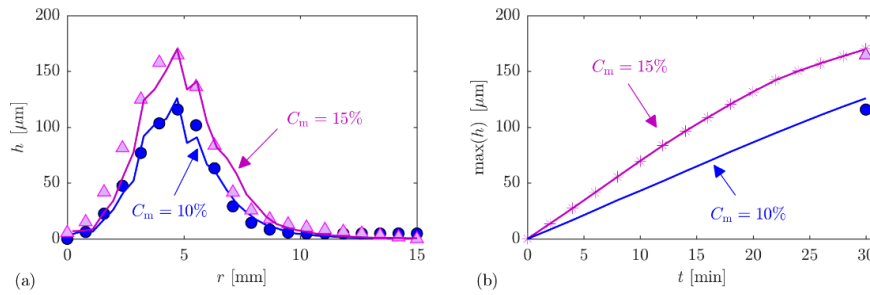 200
150
100
50
0
h [μm]
C_m = 15%
C_m = 10%
0
5
10
15
(a)
r [mm]
200
150
100
50
0
max(h) [μm]
C_m = 15%
C_m = 10%
0
5
10
15
20
25
30
(b)
t [min]